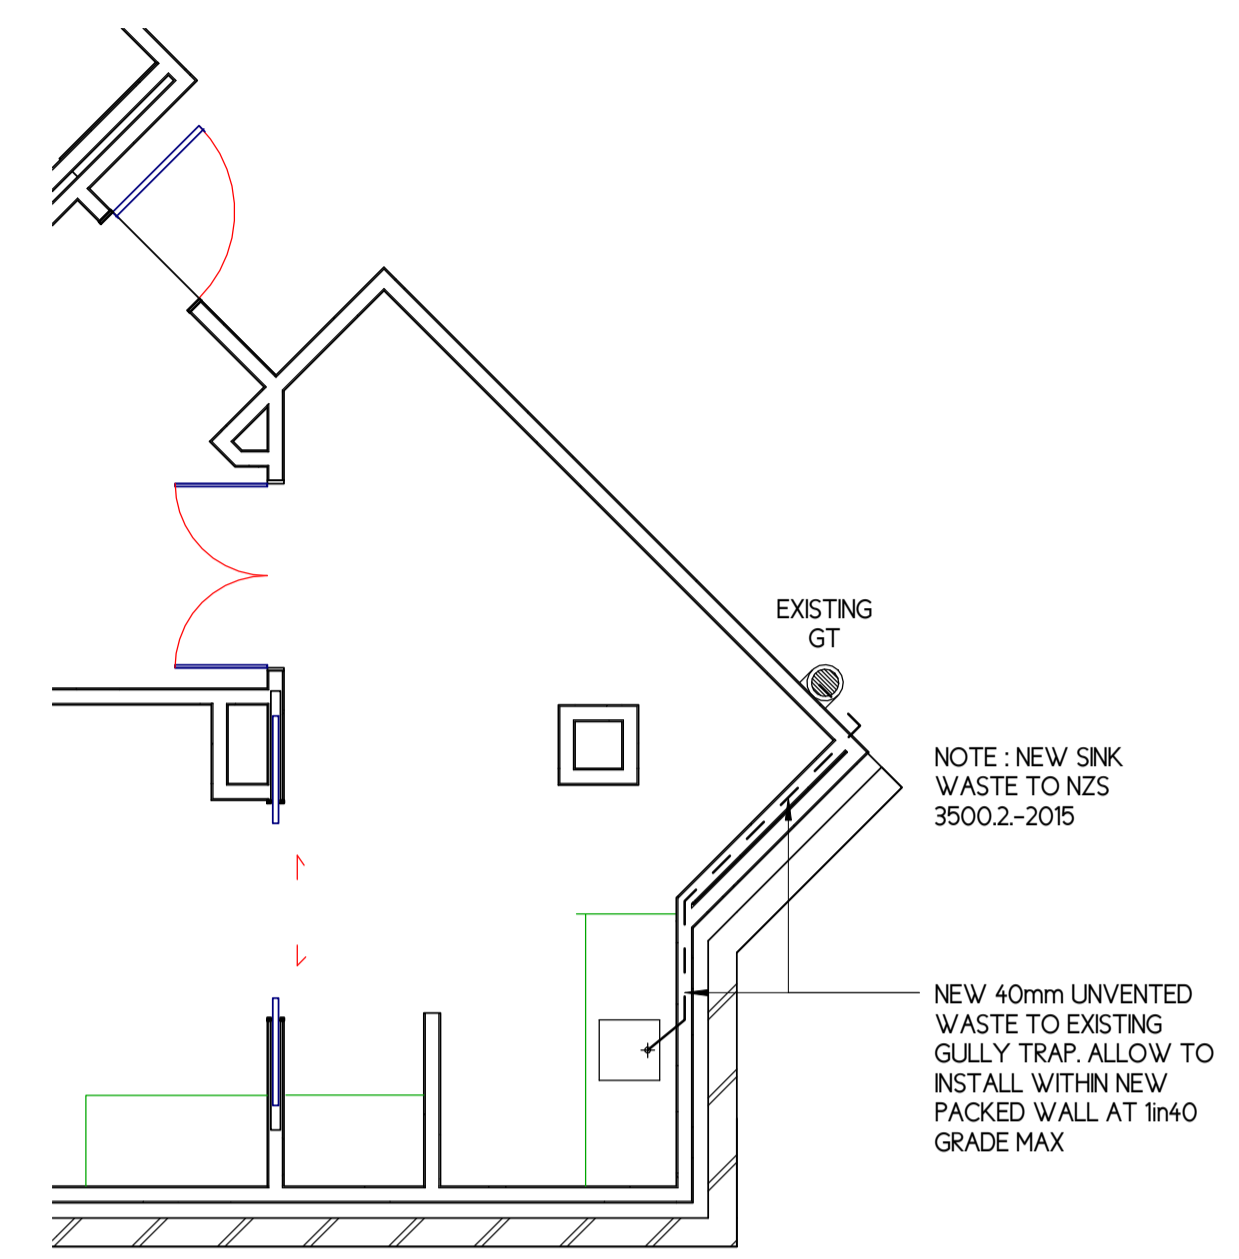 EXISTING
GT
NOTE : NEW SINK
WASTE TO NZS
3500.2.-2015
NEW 40mm UNVENTED
WASTE TO EXISTING
GULLY TRAP. ALLOW TO
INSTALL WITHIN NEW
PACKED WALL AT 1in40
GRADE MAX